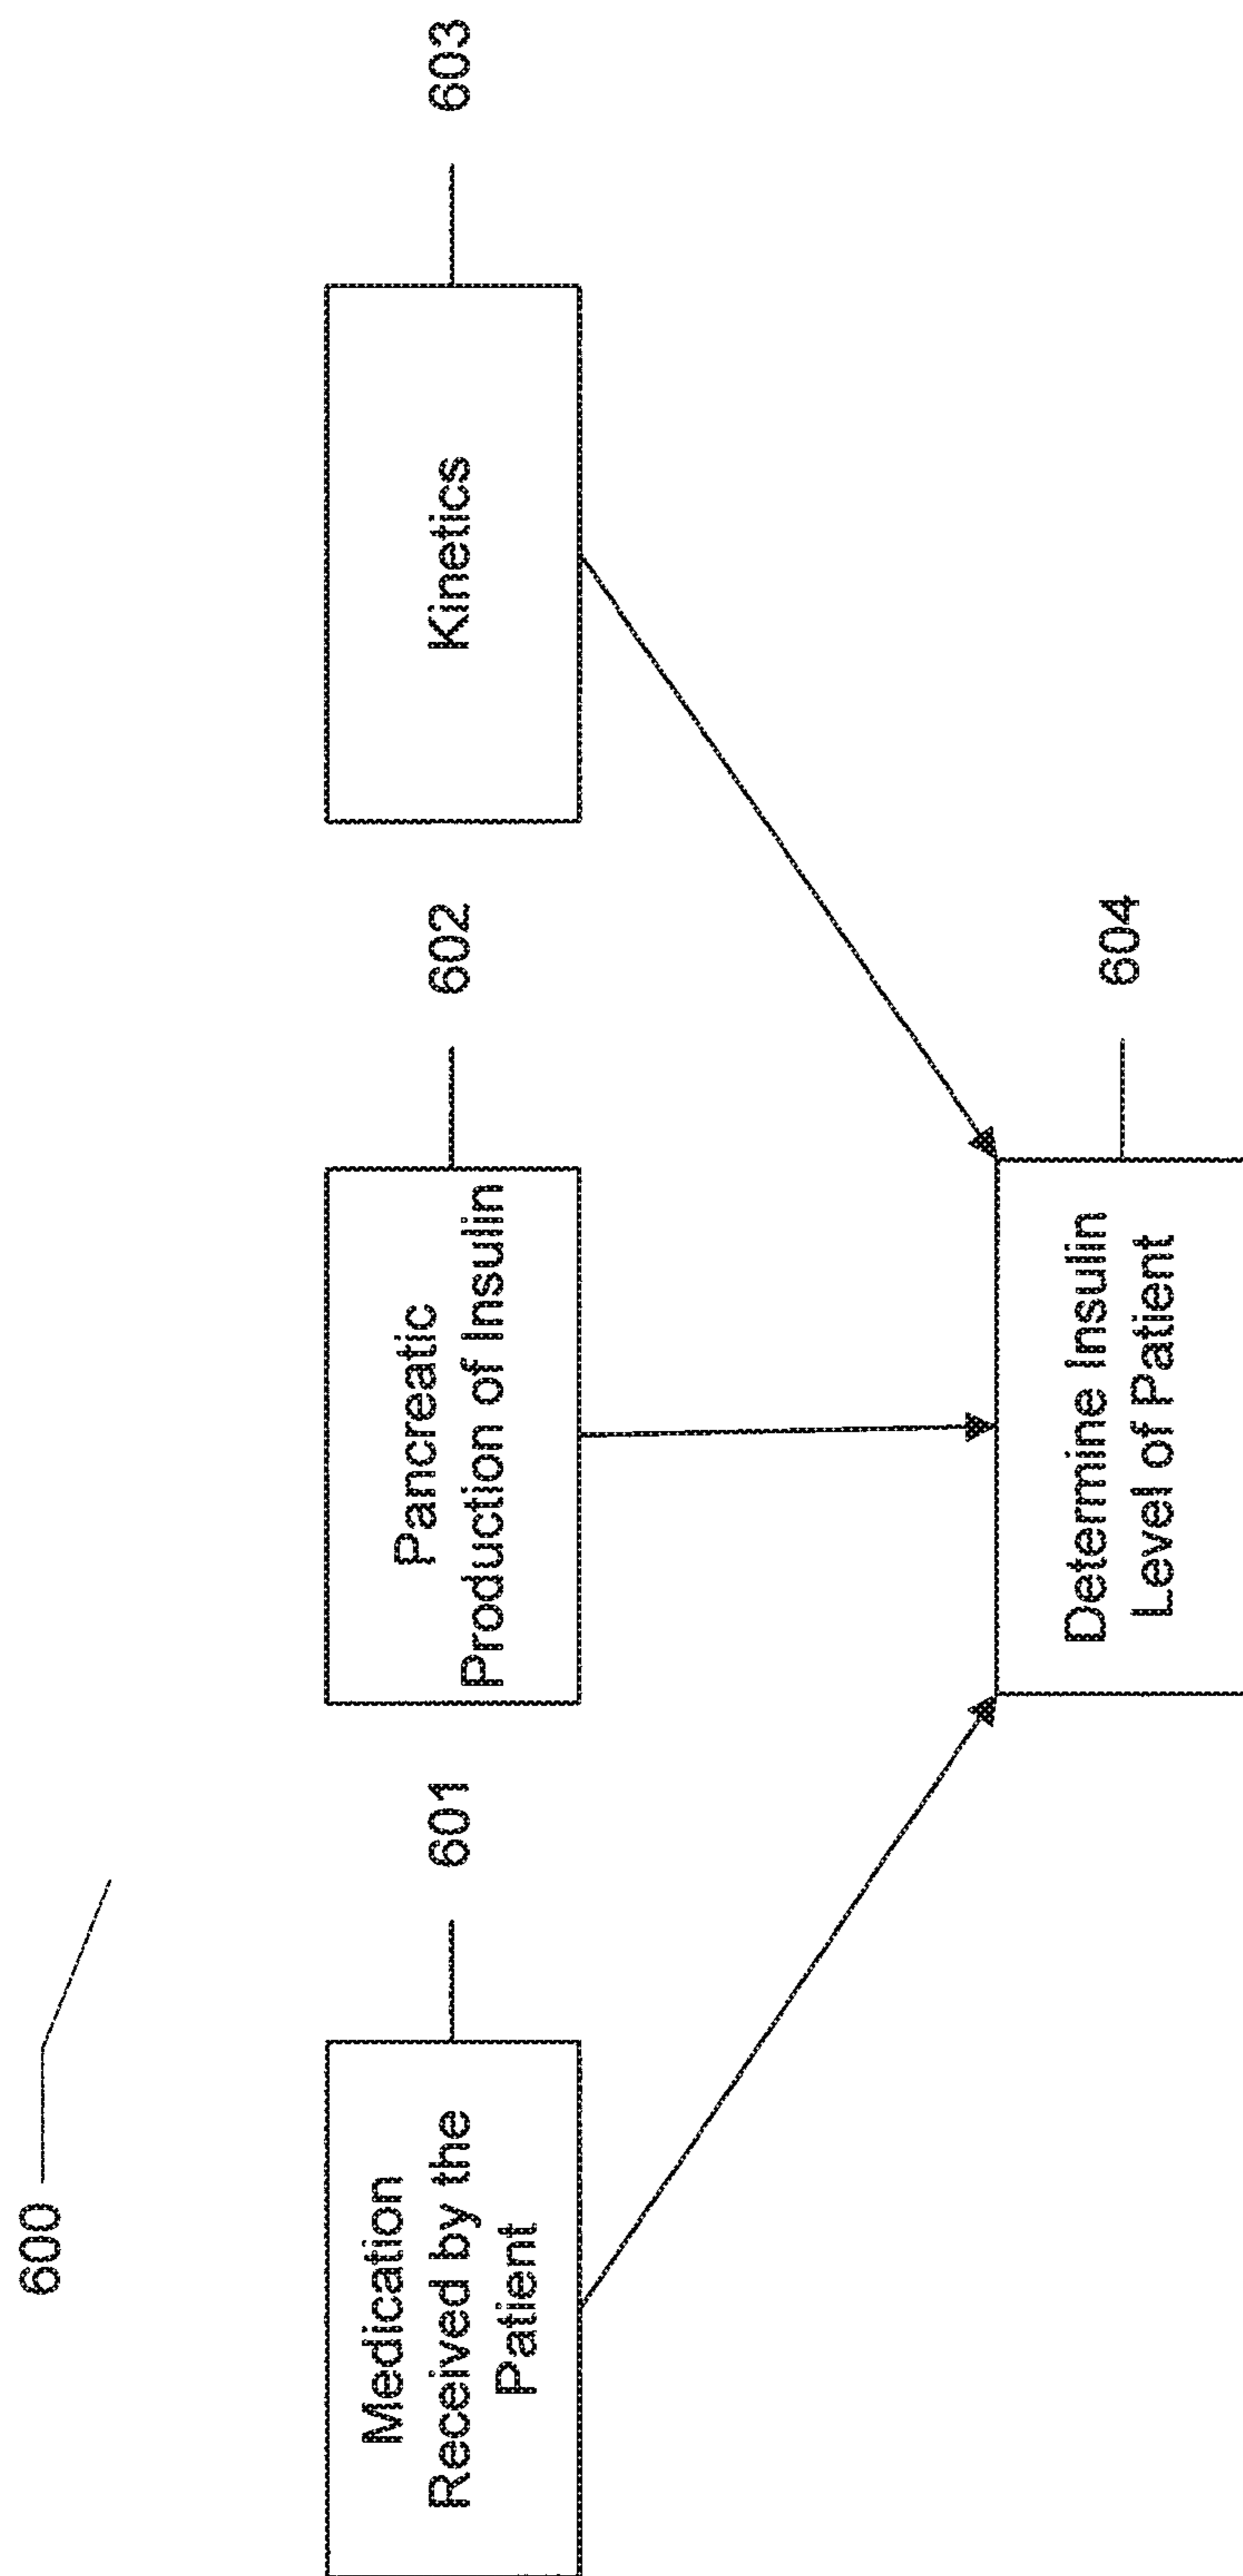 600
Medication
Received by the
Patient
601
Pancreatic
Production of Insulin
602
Kinetics
603
Determine Insulin
Level of Patient
604